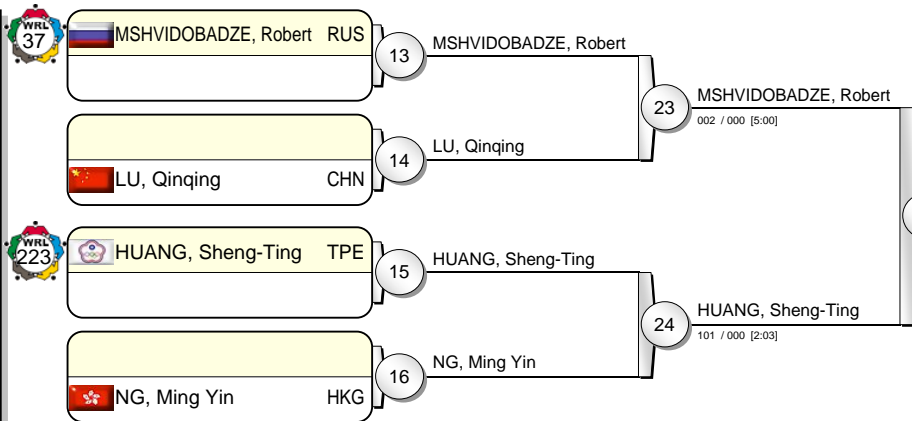 WRL
37
MSHVIDOBADZE, Robert RUS
13
MSHVIDOBADZE, Robert
LU, Qinqing CHN
14
LU, Qinqing
23
MSHVIDOBADZE, Robert
002 / 000 [5:00]
WRL
223
HUANG, Sheng-Ting TPE
15
HUANG, Sheng-Ting
NG, Ming Yin HKG
16
NG, Ming Yin
24
HUANG, Sheng-Ting
101 / 000 [2:03]